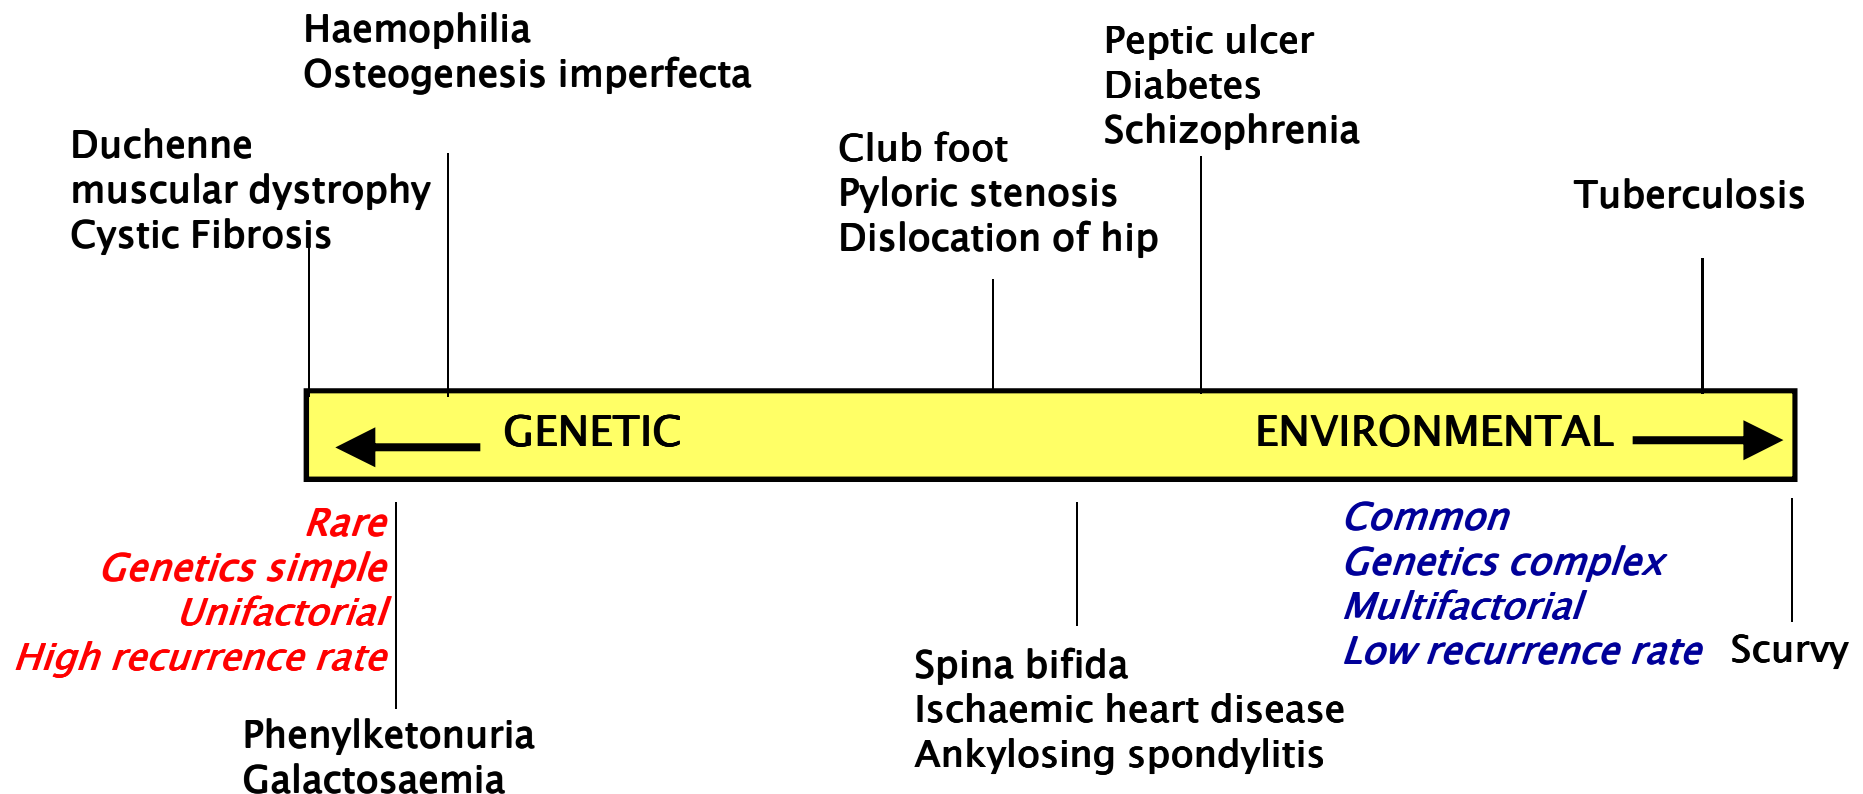 Haemophilia
Osteogenesis imperfecta
Duchenne
muscular dystrophy
Cystic Fibrosis
Club foot
Pyloric stenosis
Dislocation of hip
Peptic ulcer
Diabetes
Schizophrenia
Tuberculosis
GENETIC
ENVIRONMENTAL
Rare
Genetics simple
Unifactorial
High recurrence rate
Phenylketonuria
Galactosaemia
Spina bifida
Ischaemic heart disease
Ankylosing spondylitis
Common
Genetics complex
Multifactorial
Low recurrence rate
Scurvy